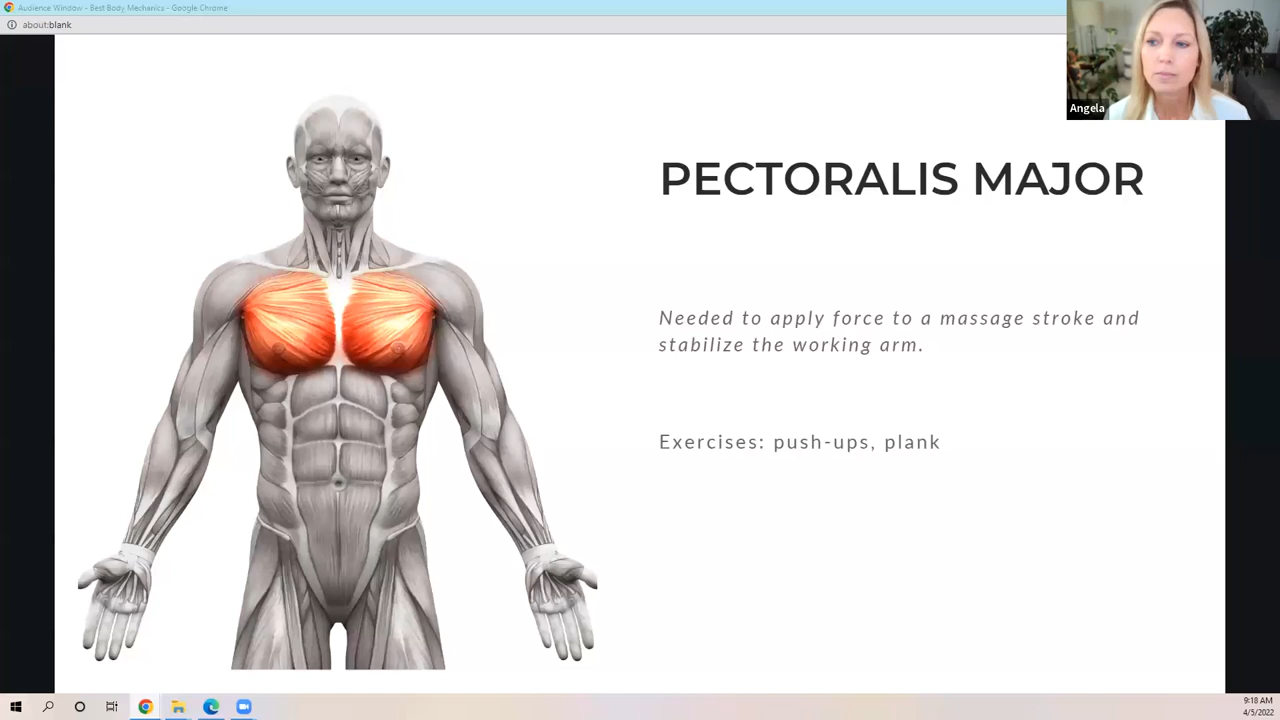 Audience Window - Best Body Mechanics - Google Chrome
about:blank
Angela
PECTORALIS MAJOR
Needed to apply force to a massage stroke and
stabilize the working arm.
Exercises: push-ups, plank
9:18 AM
4/5/2022